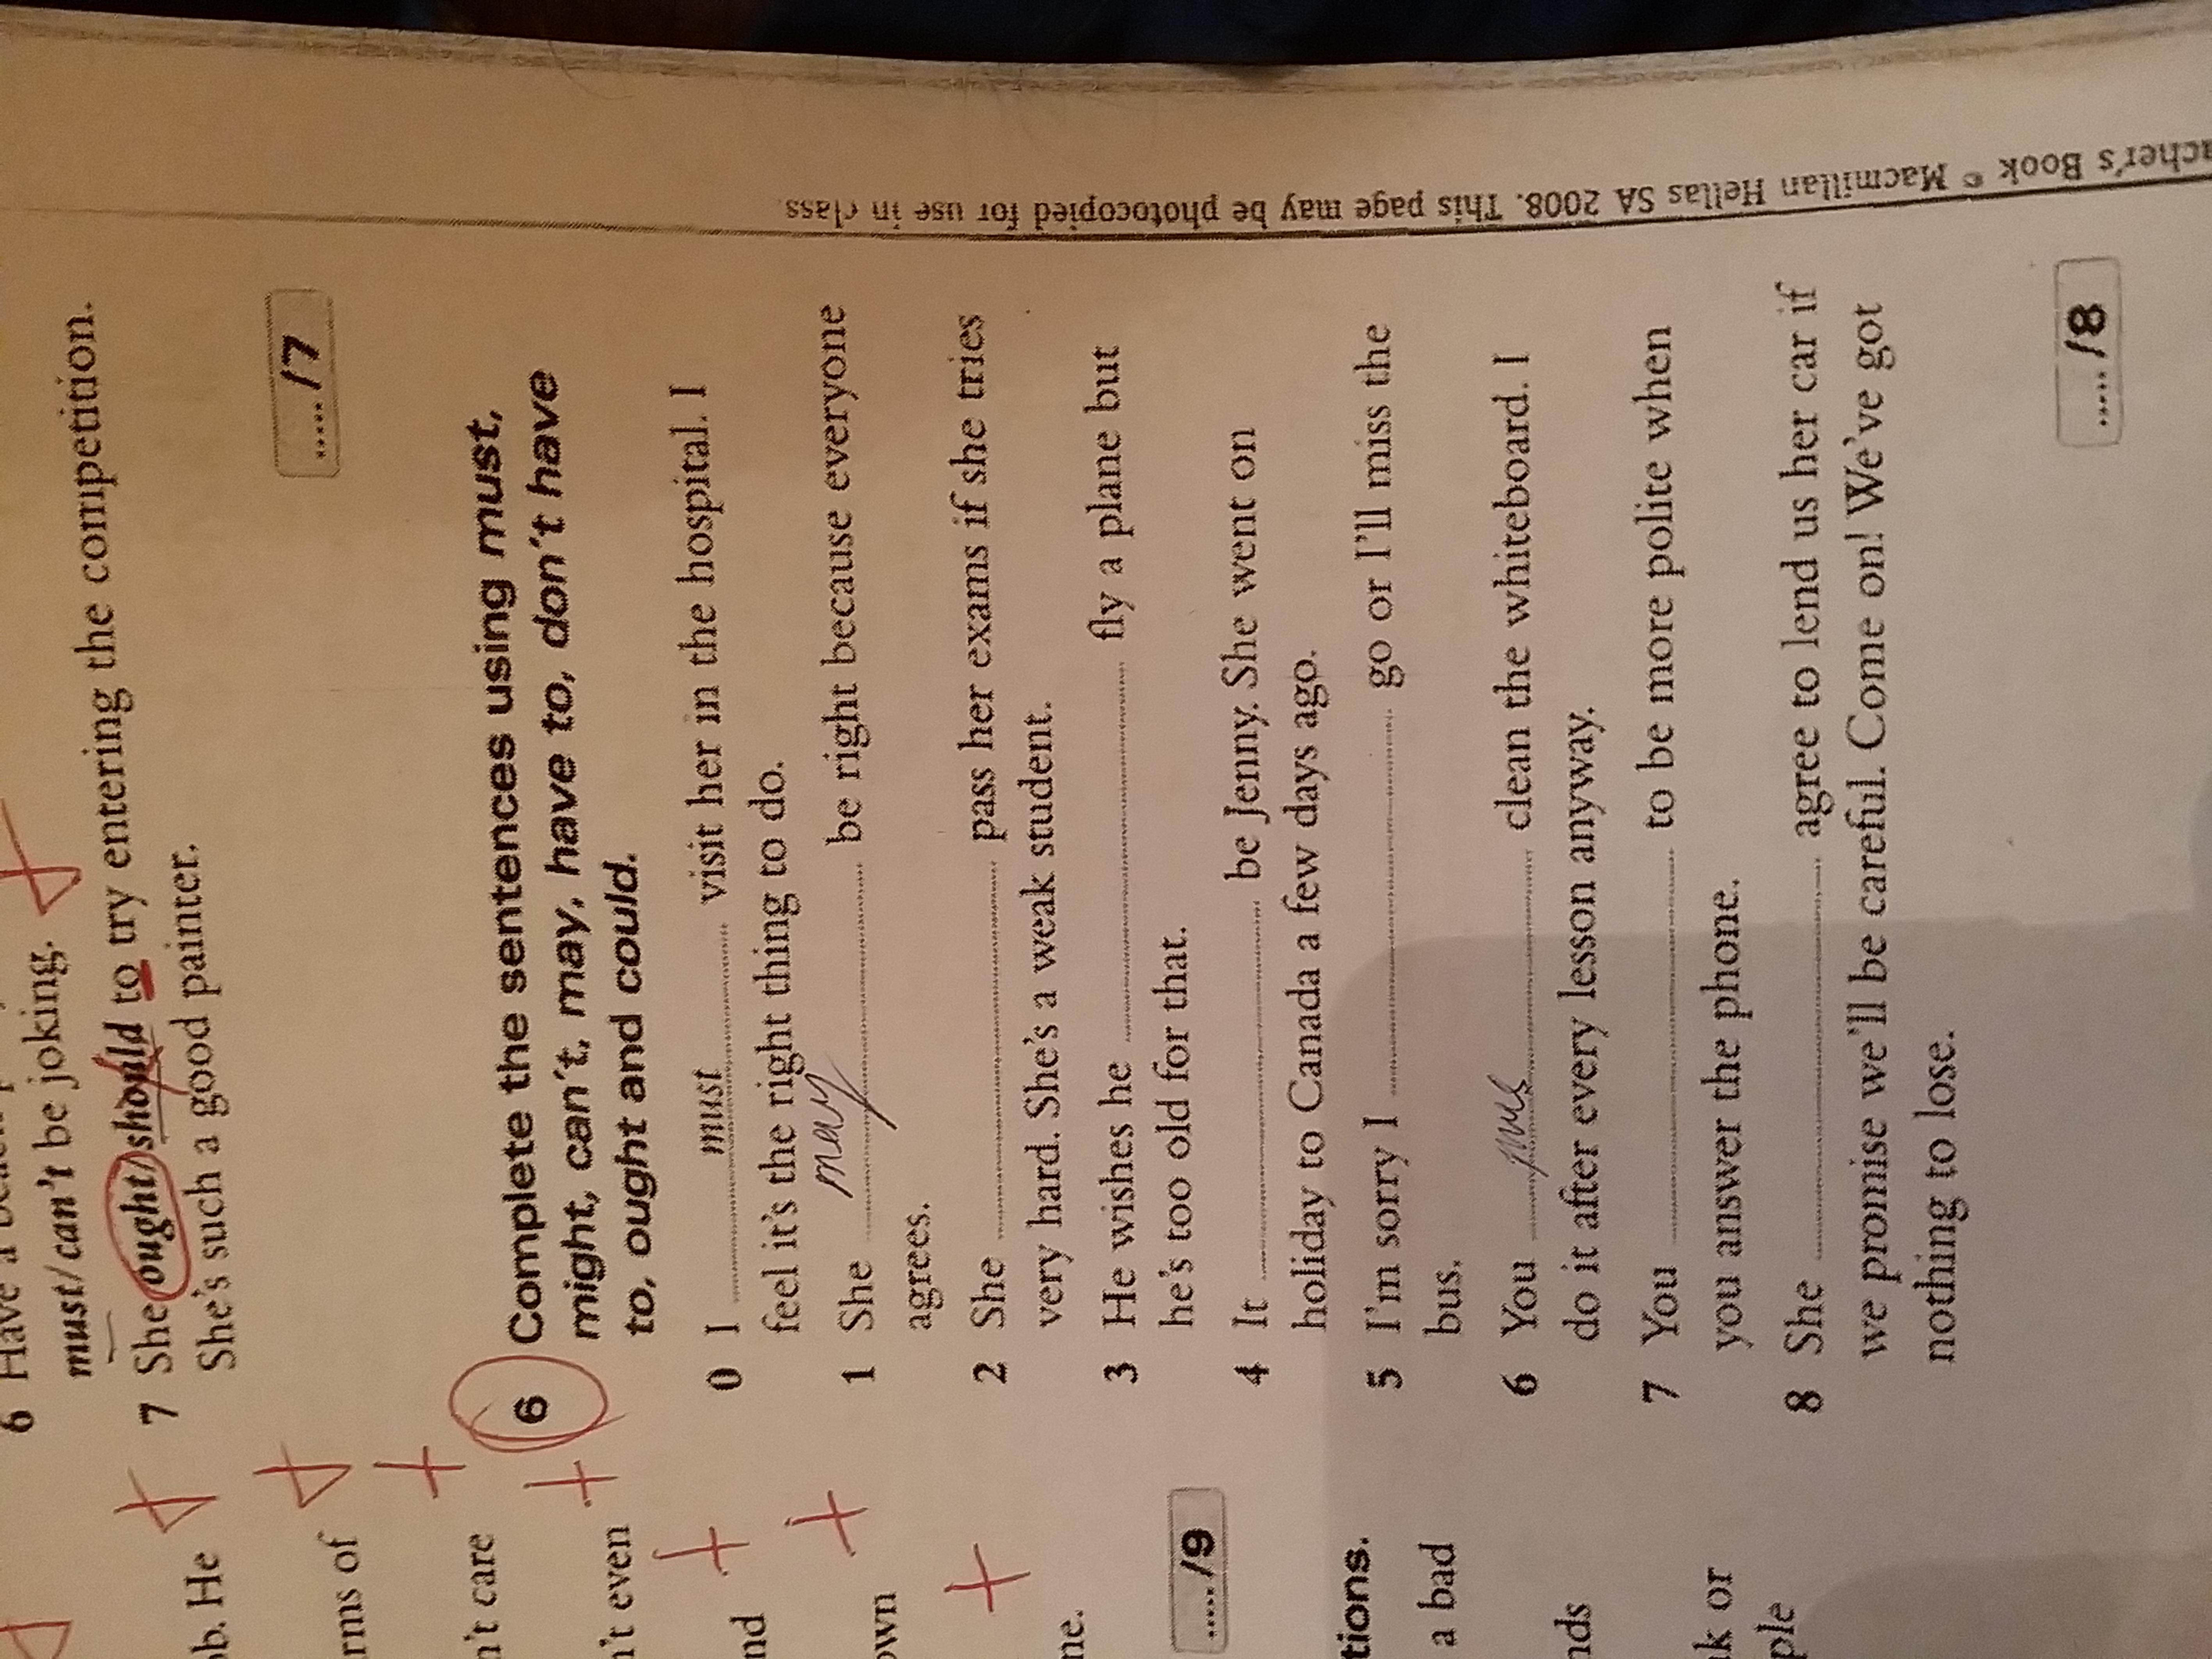 must/can't be joking.
7 She ought/should to try entering the competition.
She's such a good painter.
...../7
6 Complete the sentences using must,
might, can't, may, have to, don't have
to, ought and could.
0 I must visit her in the hospital. I
feel it's the right thing to do.
1 She may be right because everyone
agrees.
2 She ........ pass her exams if she tries
very hard. She's a weak student.
3 He wishes he ........ fly a plane but
he's too old for that.
4 It ........ be Jenny. She went on
holiday to Canada a few days ago.
5 I'm sorry I ........ go or I'll miss the
bus.
6 You ........ clean the whiteboard. I
do it after every lesson anyway.
7 You ........ to be more polite when
you answer the phone.
8 She ........ agree to lend us her car if
we promise we'll be careful. Come on! We've got
nothing to lose.
...../8
b. He
rms of
n't care
n't even
nd
own
me.
...../9
tions.
a bad
nds
nk or
ple
acher's Book © Macmillan Hellas SA 2008. This page may be photocopied for use in class.